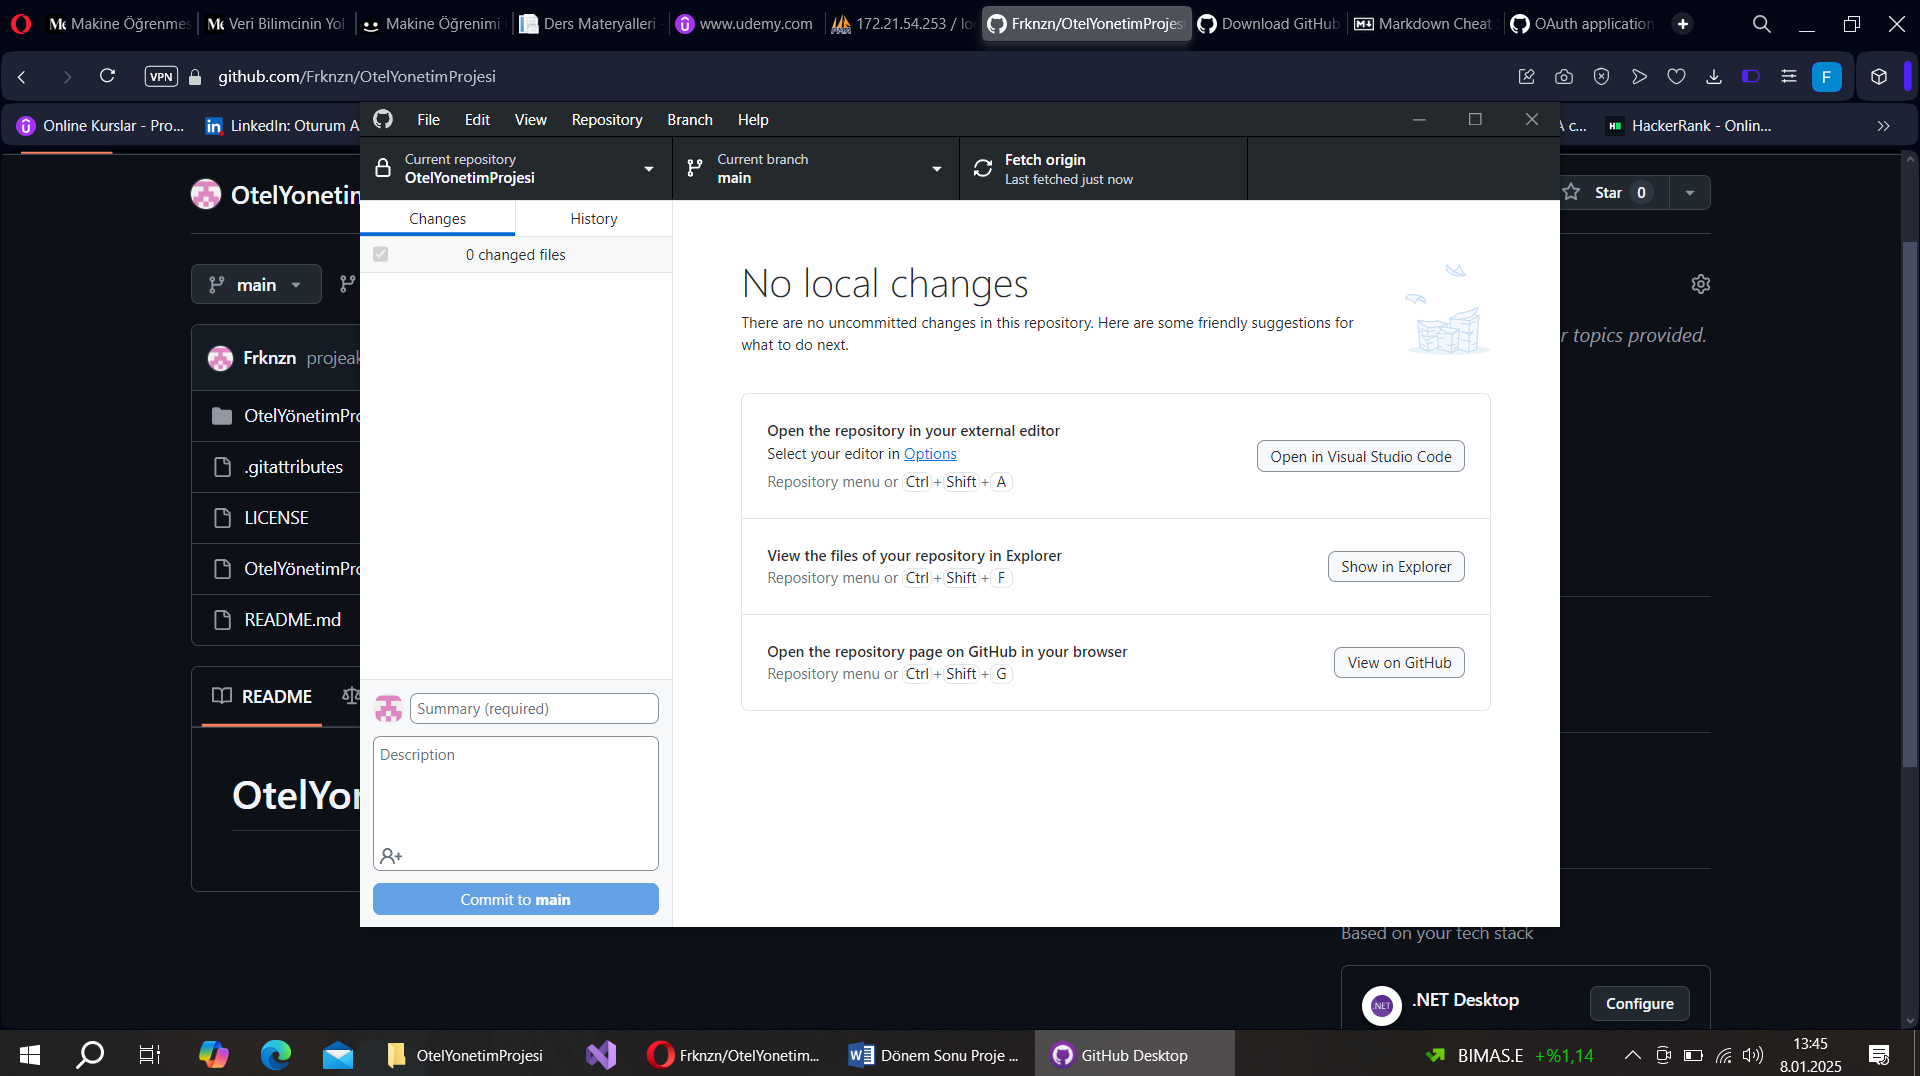 Makine Öğrenmes
Veri Bilimcinin Yol
Makine Öğrenimi
Ders Materyalleri
www.udemy.com
172.21.54.253 / lo
Frknzn/OtelYonetimProjesi
Download GitHub
Markdown Cheat
OAuth application
VPN
github.com/Frknzn/OtelYonetimProjesi
F
Online Kurslar - Pro...
LinkedIn: Oturum A
A c...
HackerRank - Onlin...
File
Edit
View
Repository
Branch
Help
Current repository
OtelYonetimProjesi
Current branch
main
Fetch origin
Last fetched just now
OtelYonetim
Star 0
Changes
History
0 changed files
main
Frknzn projeak
OtelYönetimPro
.gitattributes
LICENSE
OtelYönetimPro
README.md
README
OtelYon
No local changes
There are no uncommitted changes in this repository. Here are some friendly suggestions for
what to do next.
r topics provided.
Open the repository in your external editor
Select your editor in Options
Repository menu or Ctrl + Shift + A
Open in Visual Studio Code
View the files of your repository in Explorer
Repository menu or Ctrl + Shift + F
Show in Explorer
Open the repository page on GitHub in your browser
Repository menu or Ctrl + Shift + G
View on GitHub
Summary (required)
Description
Commit to main
Based on your tech stack
.NET
.NET Desktop
Configure
OtelYonetimProjesi
Frknzn/OtelYonetim...
Dönem Sonu Proje ...
GitHub Desktop
BIMAS.E +%1,14
13:45
8.01.2025